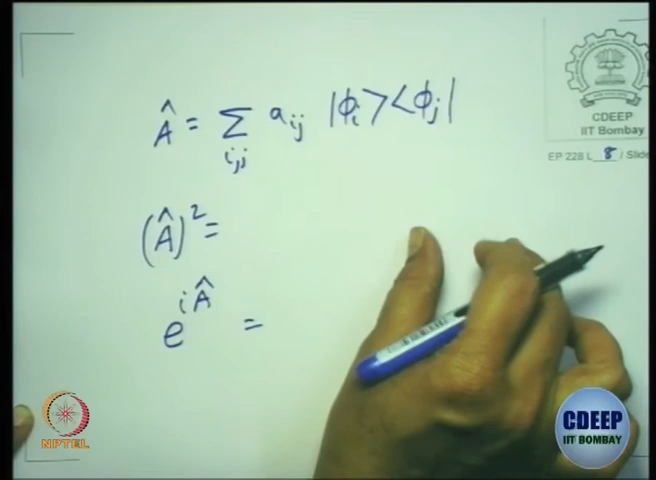 Â = Σ a_ij |ϕ_i><ϕ_j|
i,j
(Â)² =
e^{iÂ} =
CDEEP
IIT BOMBAY
EP 228 L 8 / Slide
NPTEL
CDEEP
IIT BOMBAY